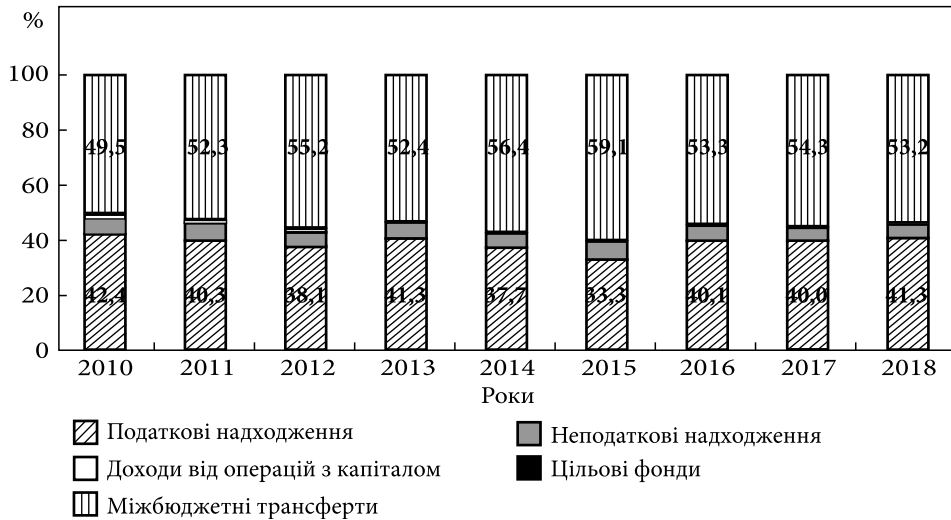 %
100
80
60
40
20
0
49,5 52,3 55,2 52,4 56,4 59,1 53,3 54,3 53,2
42,4 40,3 38,1 41,3 37,7 33,3 40,1 40,0 41,3
2010 2011 2012 2013 2014 2015 2016 2017 2018
Роки
Податкові надходження
Неподаткові надходження
Доходи від операцій з капіталом
Цільові фонди
Міжбюджетні трансферти